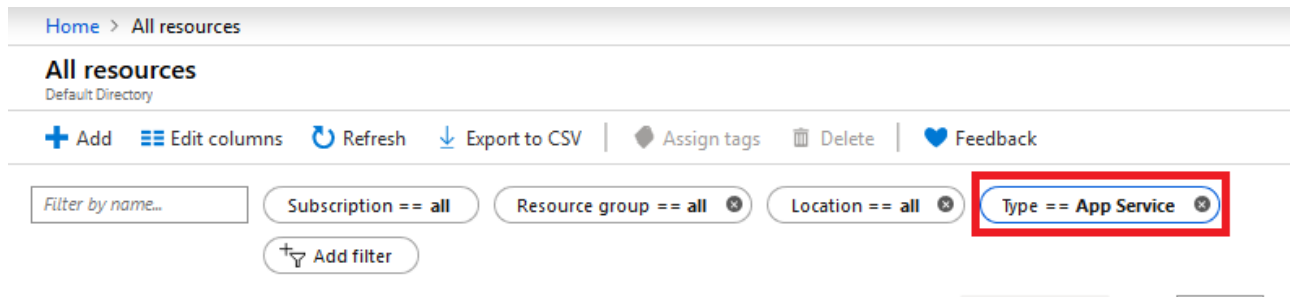 Home > All resources
All resources
Default Directory
Add Edit columns Refresh Export to CSV Assign tags Delete Feedback
Filter by name... Subscription == all Resource group == all Location == all Type == App Service
Add filter